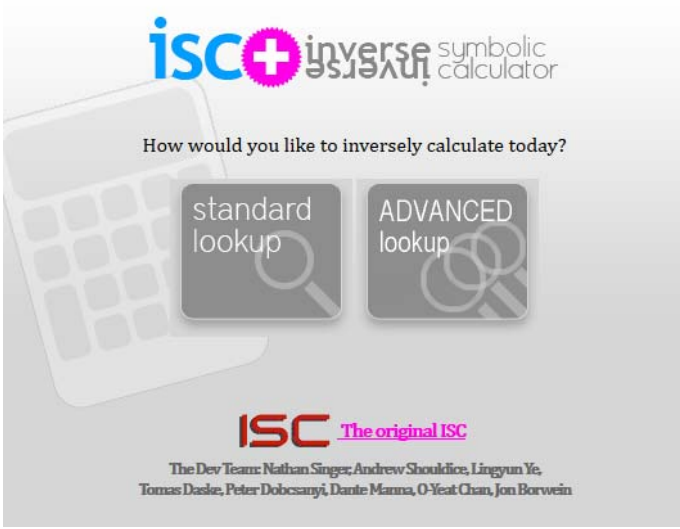 isc+ inverse symbolic
inverse calculator
How would you like to inversely calculate today?
standard
lookup
ADVANCED
lookup
ISC The original ISC
The Dev Team: Nathan Singer, Andrew Shouldice, Lingyun Ye,
Tomas Daske, Peter Dobcsanyi, Dante Manna, O-Yeat Chan, Jon Borwein